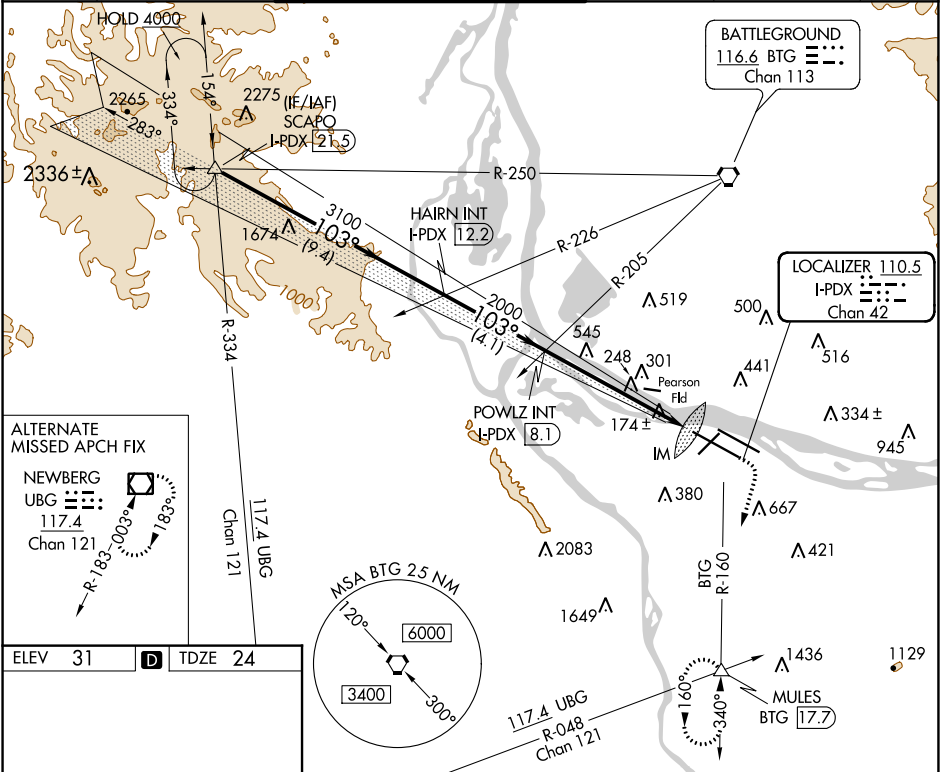 HOLD 4000
154°
334°
2265
283°
2275
(IE/IAF)
SCAPO
I-PDX 21.5
2336 ±
BATTLEGROUND
116.6 BTG
Chan 113
R-250
3100
103°
(9.4)
1674
1000
HAIRN INT
I-PDX 12.2
R-226
R-205
2000
103°
(4.1)
LOCALIZER 110.5
I-PDX
Chan 42
519
500
545
248
301
516
441
Pearson
Fld
174 ±
334 ±
945
IM
POWLZ INT
I-PDX 8.1
R-334
117.4 UBG
Chan 121
380
667
2083
421
BTG
R-160
1649
1436
1129
ALTERNATE
MISSED APCH FIX
NEWBERG
UBG
117.4
Chan 121
R-183
003°
183°
MSA BTG 25 NM
120°
6000
3400
300°
160°
340°
MULES
BTG 17.7
117.4 UBG
R-048
Chan 121
ELEV 31
D
TDZE 24